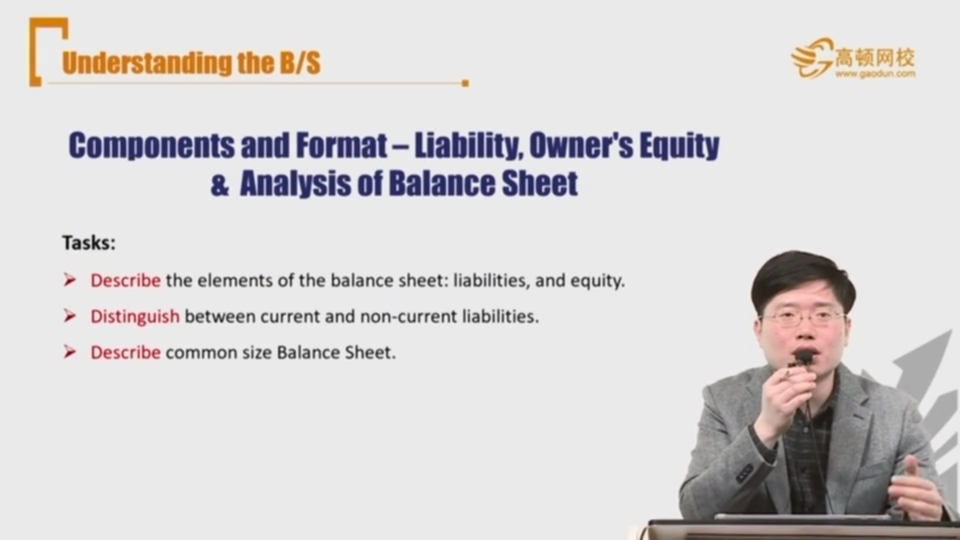 Understanding the B/S
高顿网校
www.gaodun.com
Components and Format – Liability, Owner's Equity
& Analysis of Balance Sheet
Tasks:
Describe the elements of the balance sheet: liabilities, and equity.
Distinguish between current and non-current liabilities.
Describe common size Balance Sheet.